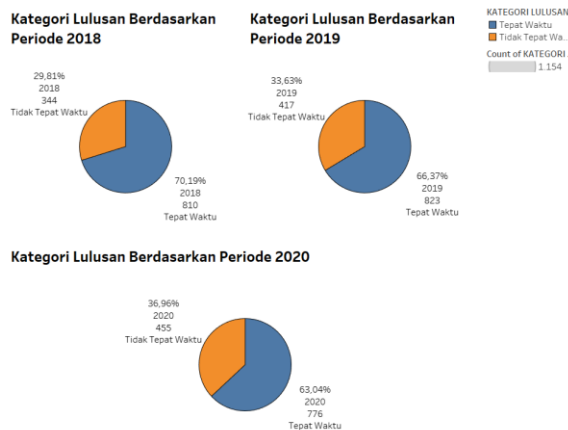 Kategori Lulusan Berdasarkan
Periode 2018
29,81%
2018
344
Tidak Tepat Waktu
70,19%
2018
810
Tepat Waktu
Kategori Lulusan Berdasarkan
Periode 2019
33,63%
2019
417
Tidak Tepat Waktu
66,37%
2019
823
Tepat Waktu
KATEGORI LULUSAN
Tepat Waktu
Tidak Tepat Wa...
Count of KATEGORI
1.154
Kategori Lulusan Berdasarkan Periode 2020
36,96%
2020
455
Tidak Tepat Waktu
63,04%
2020
776
Tepat Waktu